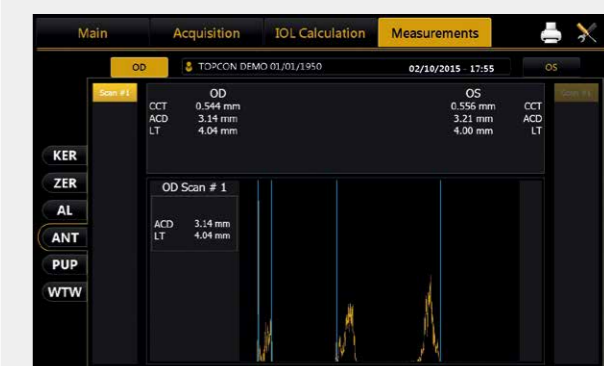 Main Acquisition IOL Calculation Measurements
OD TOPCON DEMO 01/01/1950 02/10/2015 - 17:55 OS
Scan #1 Scan #1
OD OS
CCT 0.544 mm 0.556 mm CCT
ACD 3.14 mm 3.21 mm ACD
LT 4.04 mm 4.00 mm LT
KER
ZER
AL
ANT
PUP
WTW
OD Scan # 1
ACD 3.14 mm
LT 4.04 mm